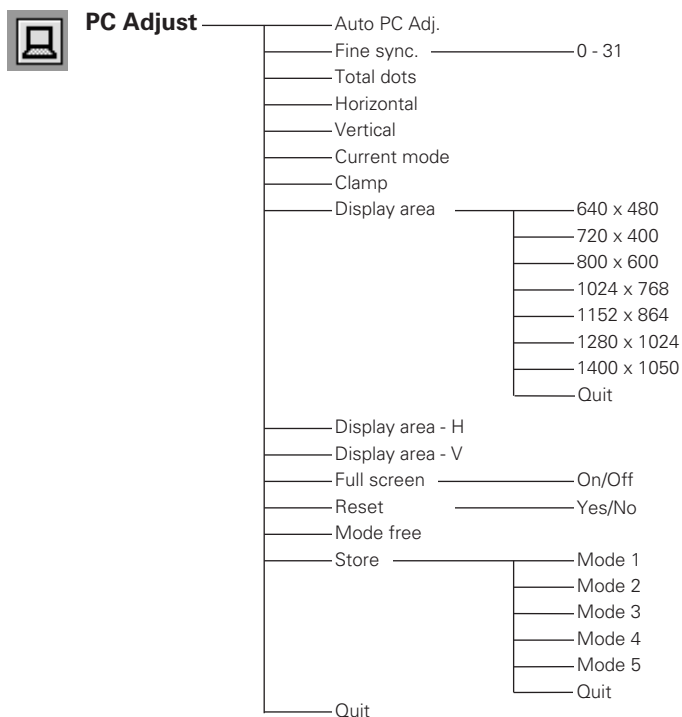 PC Adjust Auto PC Adj.
Fine sync. 0 - 31
Total dots
Horizontal
Vertical
Current mode
Clamp
Display area 640 x 480
720 x 400
800 x 600
1024 x 768
1152 x 864
1280 x 1024
1400 x 1050
Quit
Display area - H
Display area - V
Full screen On/Off
Reset Yes/No
Mode free
Store Mode 1
Mode 2
Mode 3
Mode 4
Mode 5
Quit
Quit